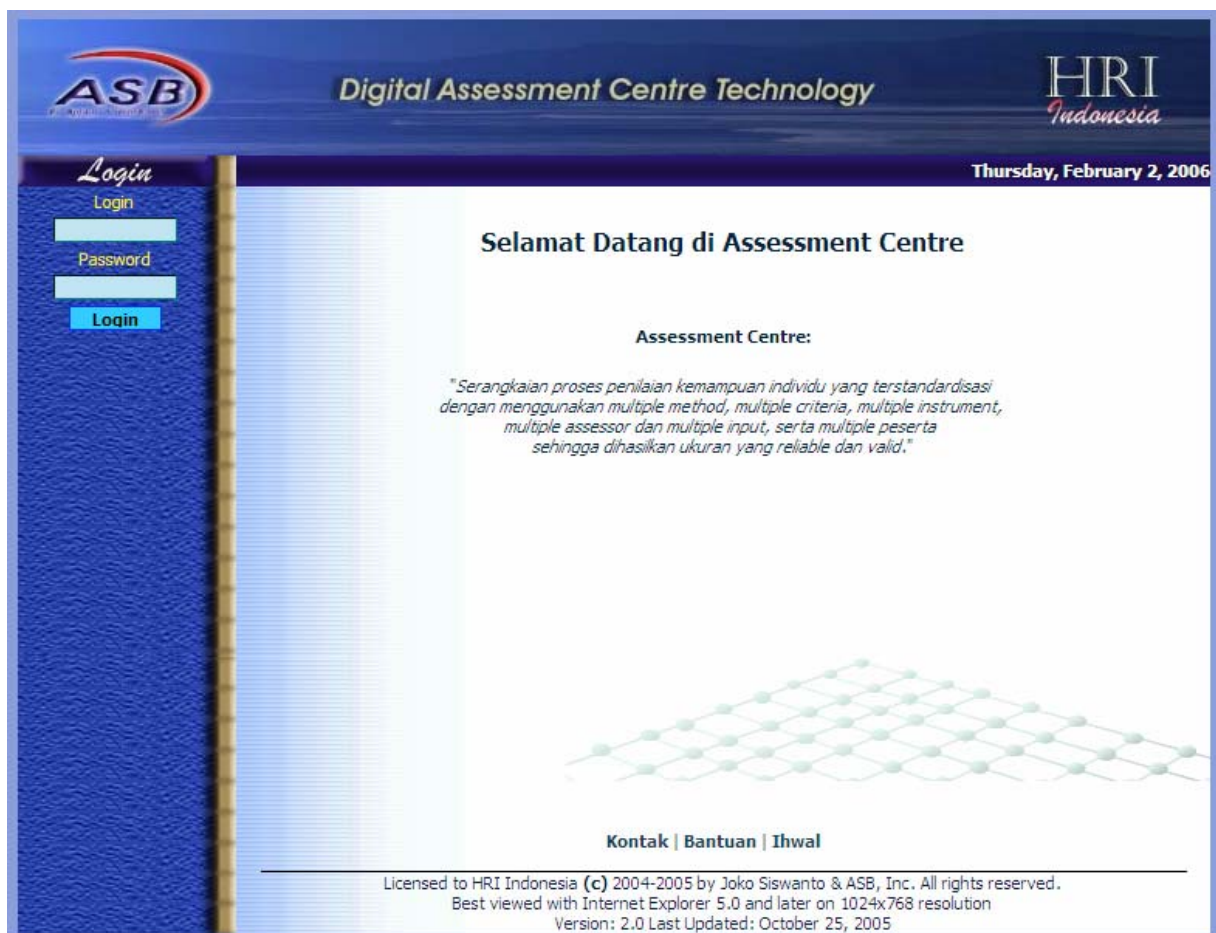 ASB
Digital Assessment Centre Technology
HRI
Indonesia
Login
Thursday, February 2, 2006
Login
Password
Login
Selamat Datang di Assessment Centre
Assessment Centre:
"Serangkaian proses penilaian kemampuan individu yang terstandardisasi
dengan menggunakan multiple method, multiple criteria, multiple instrument,
multiple assessor dan multiple input, serta multiple peserta
sehingga dihasilkan ukuran yang reliable dan valid."
Kontak | Bantuan | Ihwal
Licensed to HRI Indonesia (c) 2004-2005 by Joko Siswanto & ASB, Inc. All rights reserved.
Best viewed with Internet Explorer 5.0 and later on 1024x768 resolution
Version: 2.0 Last Updated: October 25, 2005